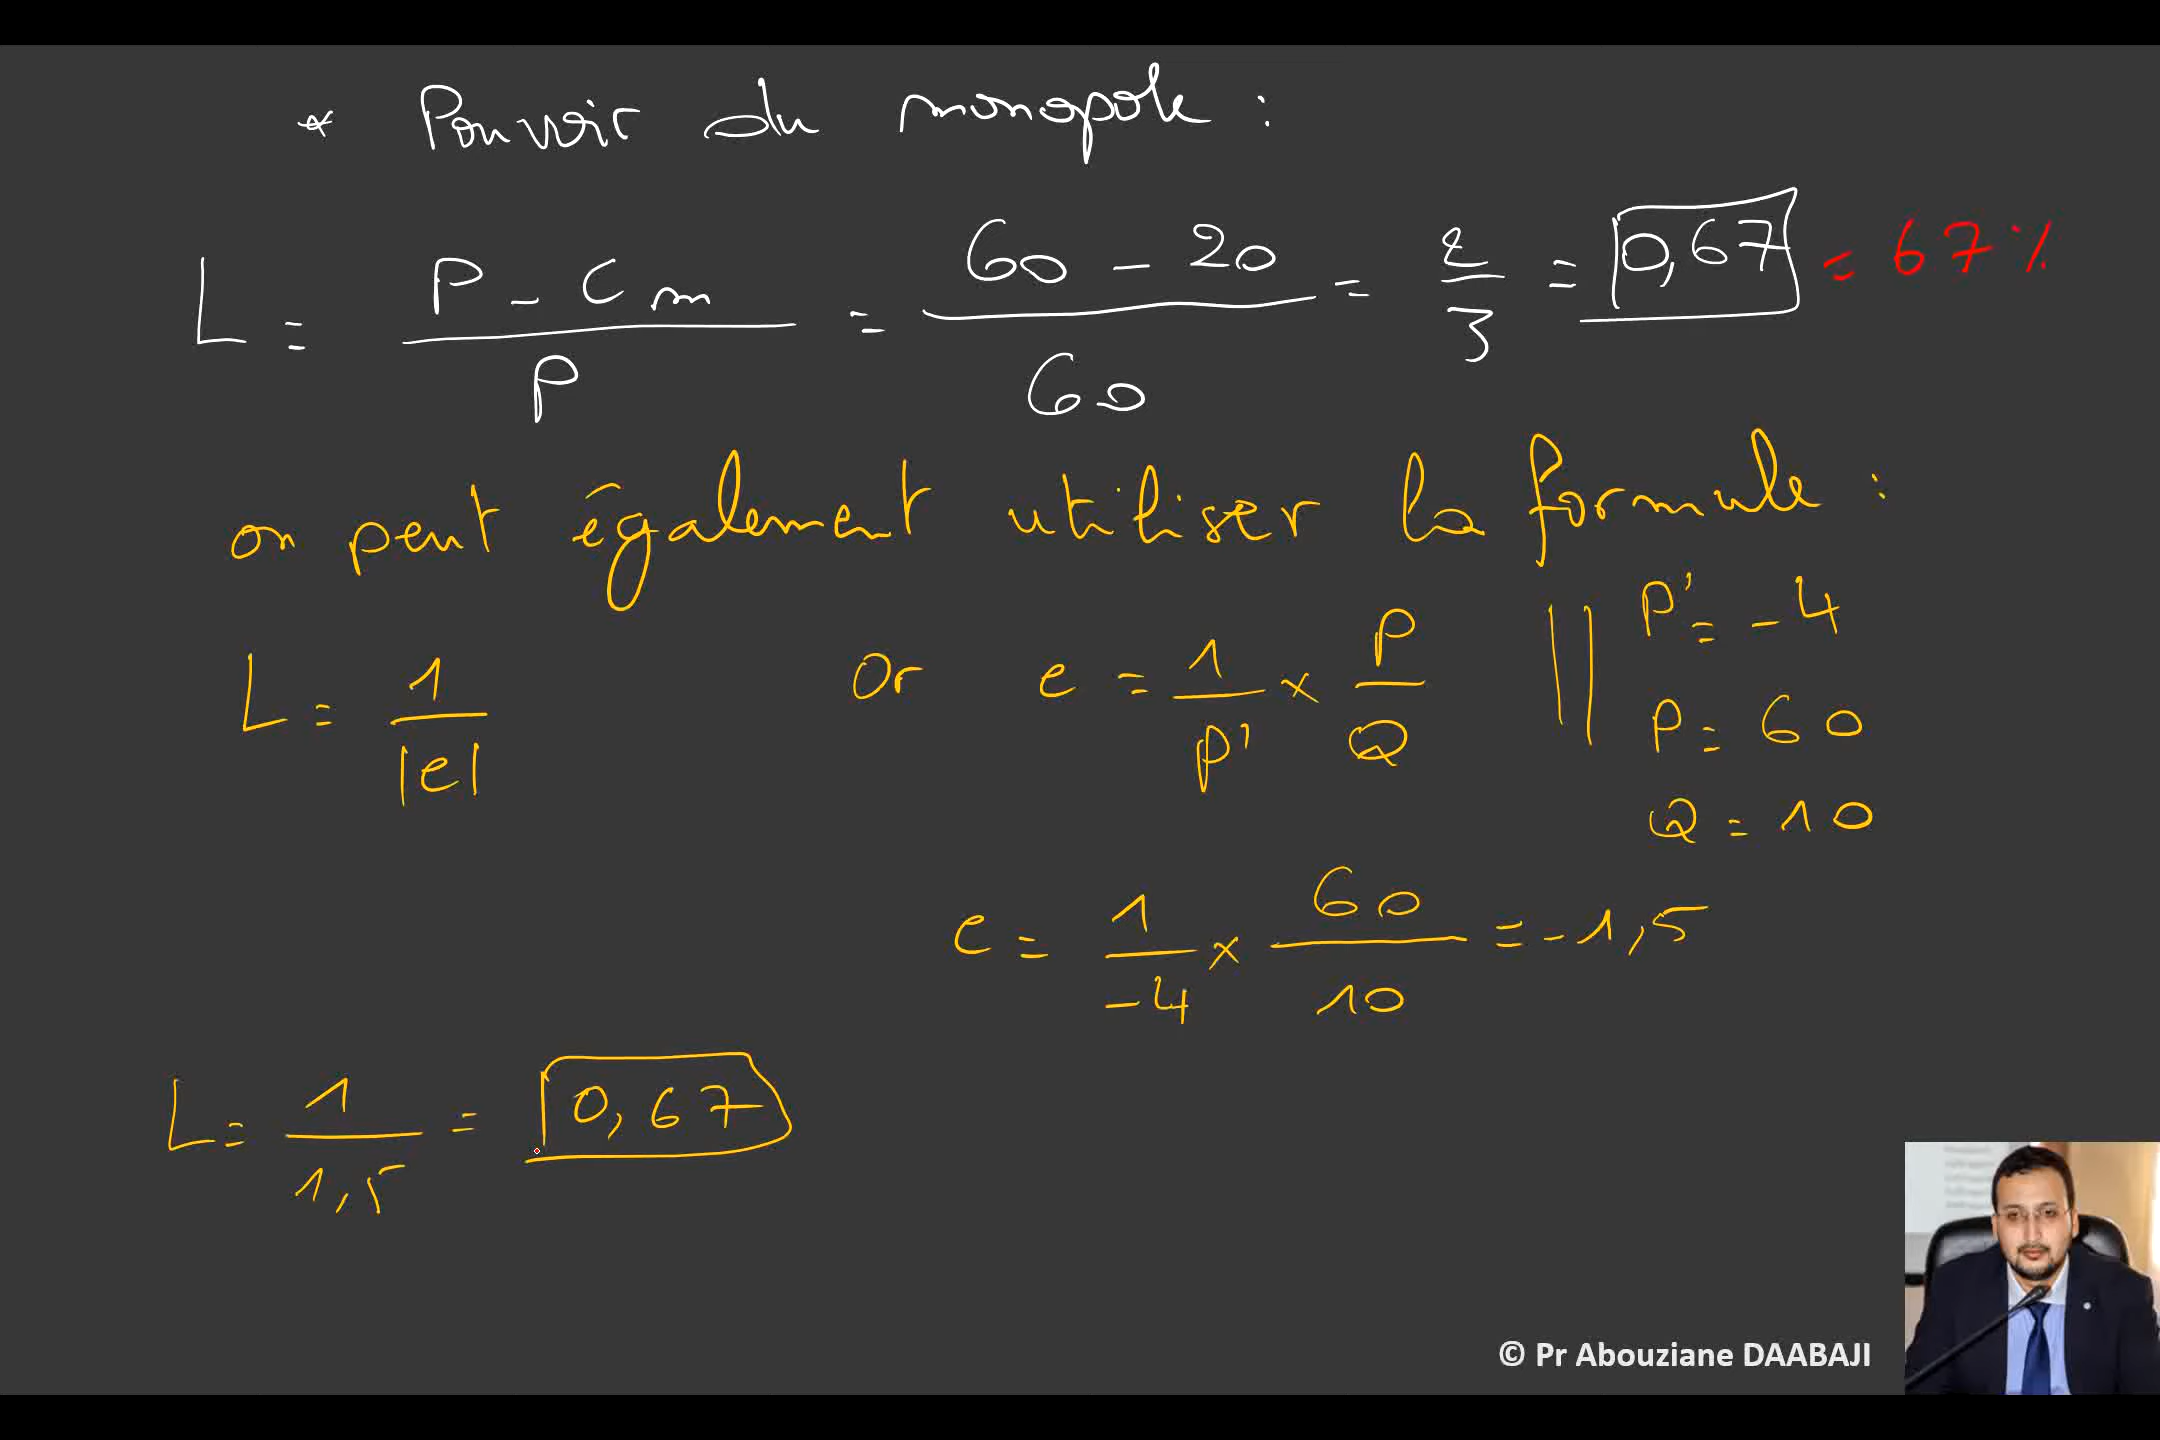 * Pouvoir du monopole :
L = (P - Cm) / P = (60 - 20) / 60 = 2/3 = 0,67 = 67%
on peut également utiliser la formule :
L = 1 / |e|
Or e = 1/P' × P/Q
P' = -4
P = 60
Q = 10
e = 1/-4 × 60/10 = -1,5
L = 1 / 1,5 = 0,67
© Pr Abouziane DAABAJI